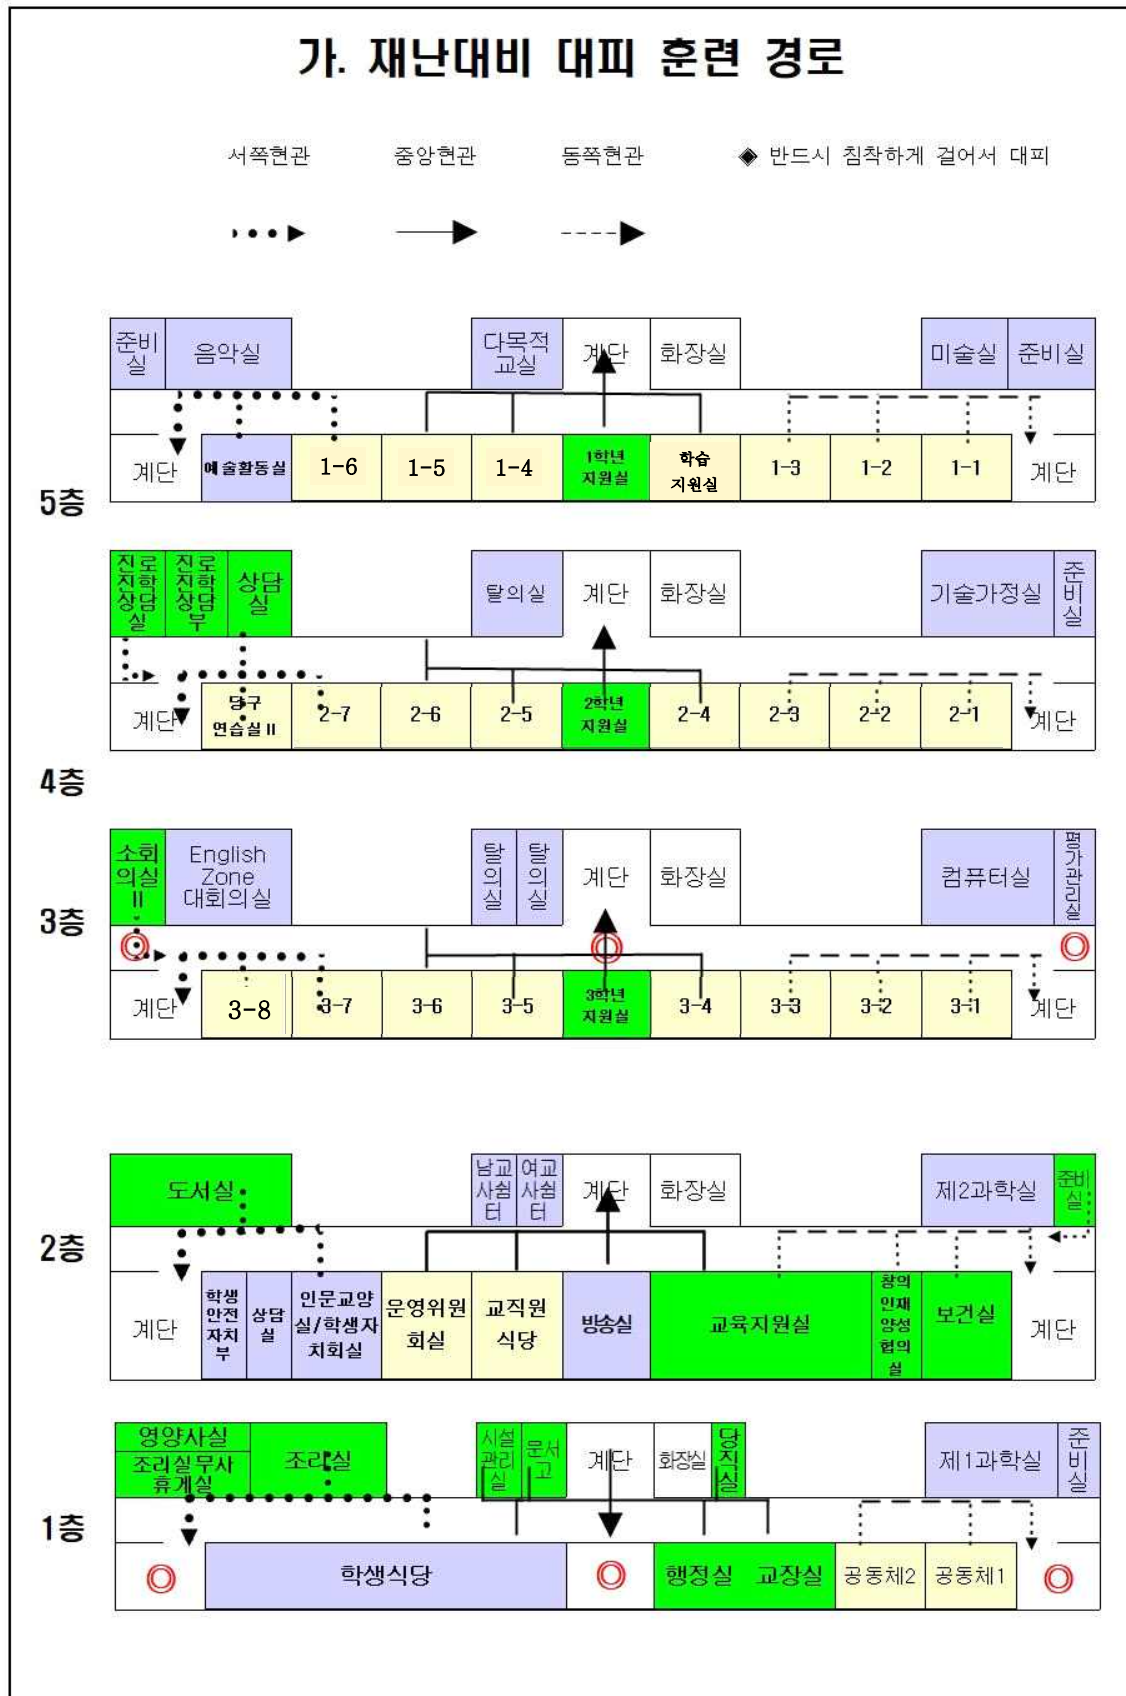 가. 재난대비 대피 훈련 경로
서쪽현관 중앙현관 동쪽현관 ◈ 반드시 침착하게 걸어서 대피
준비
실
음악실
다목적
교실
계단
화장실
미술실
준비실
계단
예술활동실
1-6
1-5
1-4
1학년
지원실
학습
지원실
1-3
1-2
1-1
계단
5층
진로
진학
상담
실
진로
진학
상담
부
상담
실
탈의실
계단
화장실
기술가정실
준
비
실
계단
당구
연습실 II
2-7
2-6
2-5
2학년
지원실
2-4
2-3
2-2
2-1
계단
4층
소회
의실
II
English
Zone
대회의실
탈
의
실
탈
의
실
계단
화장실
컴퓨터실
평
가
관
리
실
3층
계단
3-8
3-7
3-6
3-5
3학년
지원실
3-4
3-3
3-2
3-1
계단
도서실
남교
사쉼
터
여교
사쉼
터
계단
화장실
제2과학실
준비
실
2층
계단
학생
안전
자치
부
상담
실
인문교양
실/학생자
치회실
운영위원
회실
교직원
식당
방송실
교육지원실
창의
인재
양성
협의
실
보건실
계단
영양사실
조리실무사
휴게실
조리실
시설
관리
실
문서
고
계단
화장실
당
직
실
제1과학실
준
비
실
1층
학생식당
행정실
교장실
공동체2
공동체1